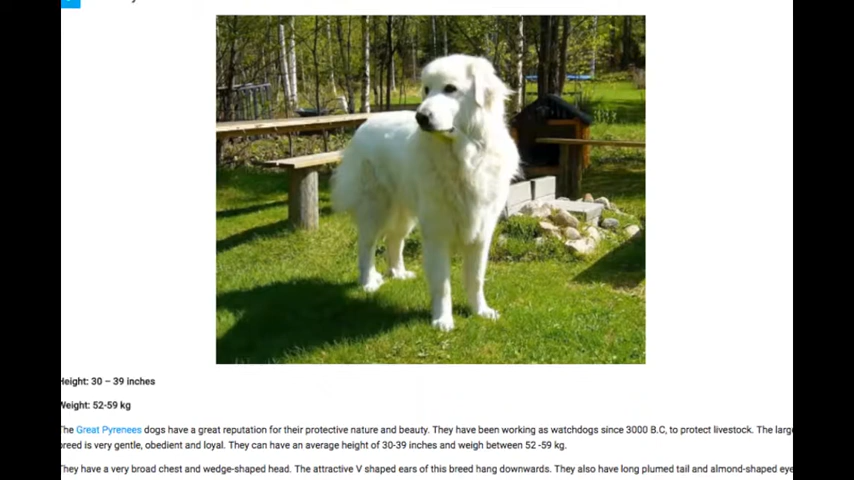 Height: 30 – 39 inches
Weight: 52-59 kg
The Great Pyrenees dogs have a great reputation for their protective nature and beauty. They have been working as watchdogs since 3000 B.C, to protect livestock. The large
breed is very gentle, obedient and loyal. They can have an average height of 30-39 inches and weigh between 52 -59 kg.
They have a very broad chest and wedge-shaped head. The attractive V shaped ears of this breed hang downwards. They also have long plumed tail and almond-shaped eye